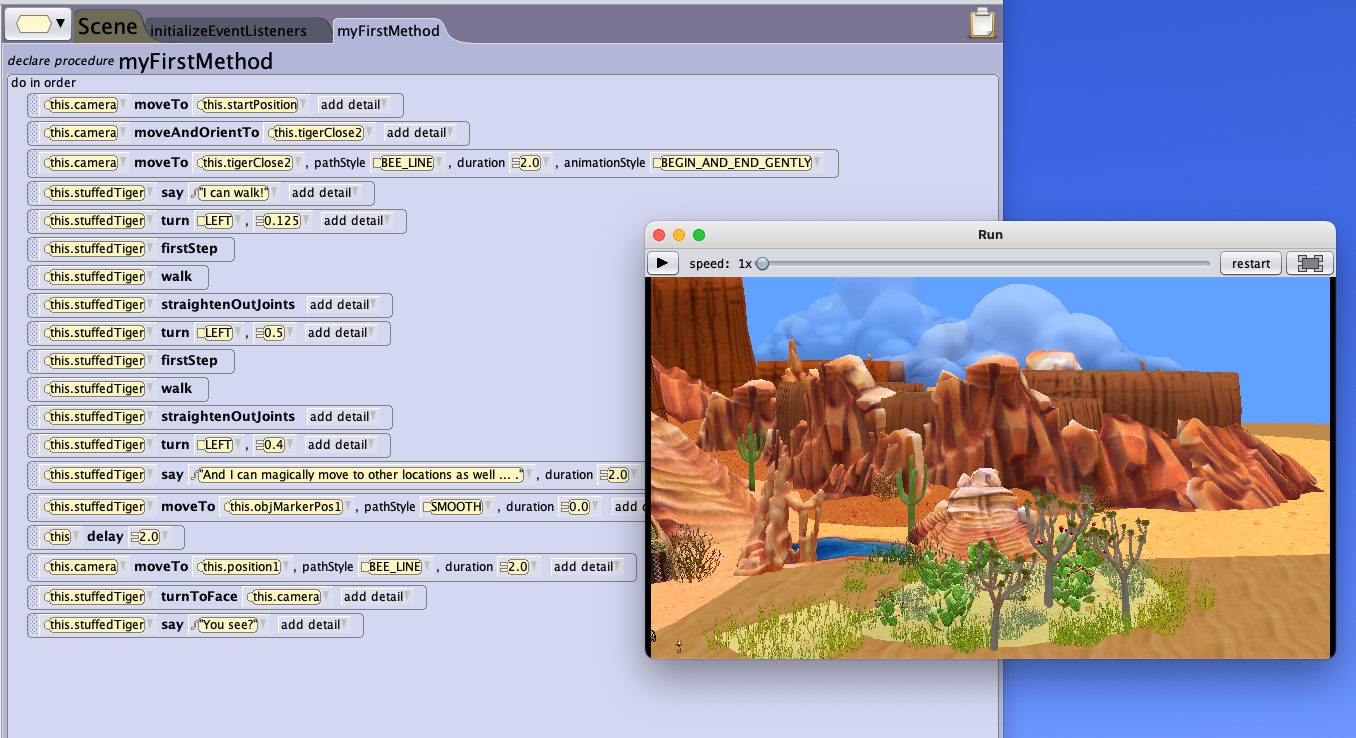 Scene initializeEventListeners myFirstMethod
declare procedure myFirstMethod
do in order
this.camera moveTo this.startPosition add detail
this.camera moveAndOrientTo this.tigerClose2 add detail
this.camera moveTo this.tigerClose2 , pathStyle BEE_LINE , duration 2.0 , animationStyle BEGIN_AND_END_GENTLY
this.stuffedTiger say "I can walk!" add detail
this.stuffedTiger turn LEFT , 0.125 add detail
this.stuffedTiger firstStep
this.stuffedTiger walk
this.stuffedTiger straightenOutJoints add detail
this.stuffedTiger turn LEFT , 0.5 add detail
this.stuffedTiger firstStep
this.stuffedTiger walk
this.stuffedTiger straightenOutJoints add detail
this.stuffedTiger turn LEFT , 0.4 add detail
this.stuffedTiger say "And I can magically move to other locations as well ... ." , duration 2.0
this.stuffedTiger moveTo this.objMarkerPos1 , pathStyle SMOOTH , duration 0.0 add
this delay 2.0
this.camera moveTo this.position1 , pathStyle BEE_LINE , duration 2.0 add detail
this.stuffedTiger turnToFace this.camera add detail
this.stuffedTiger say "You see?" add detail
Run
speed: 1x restart